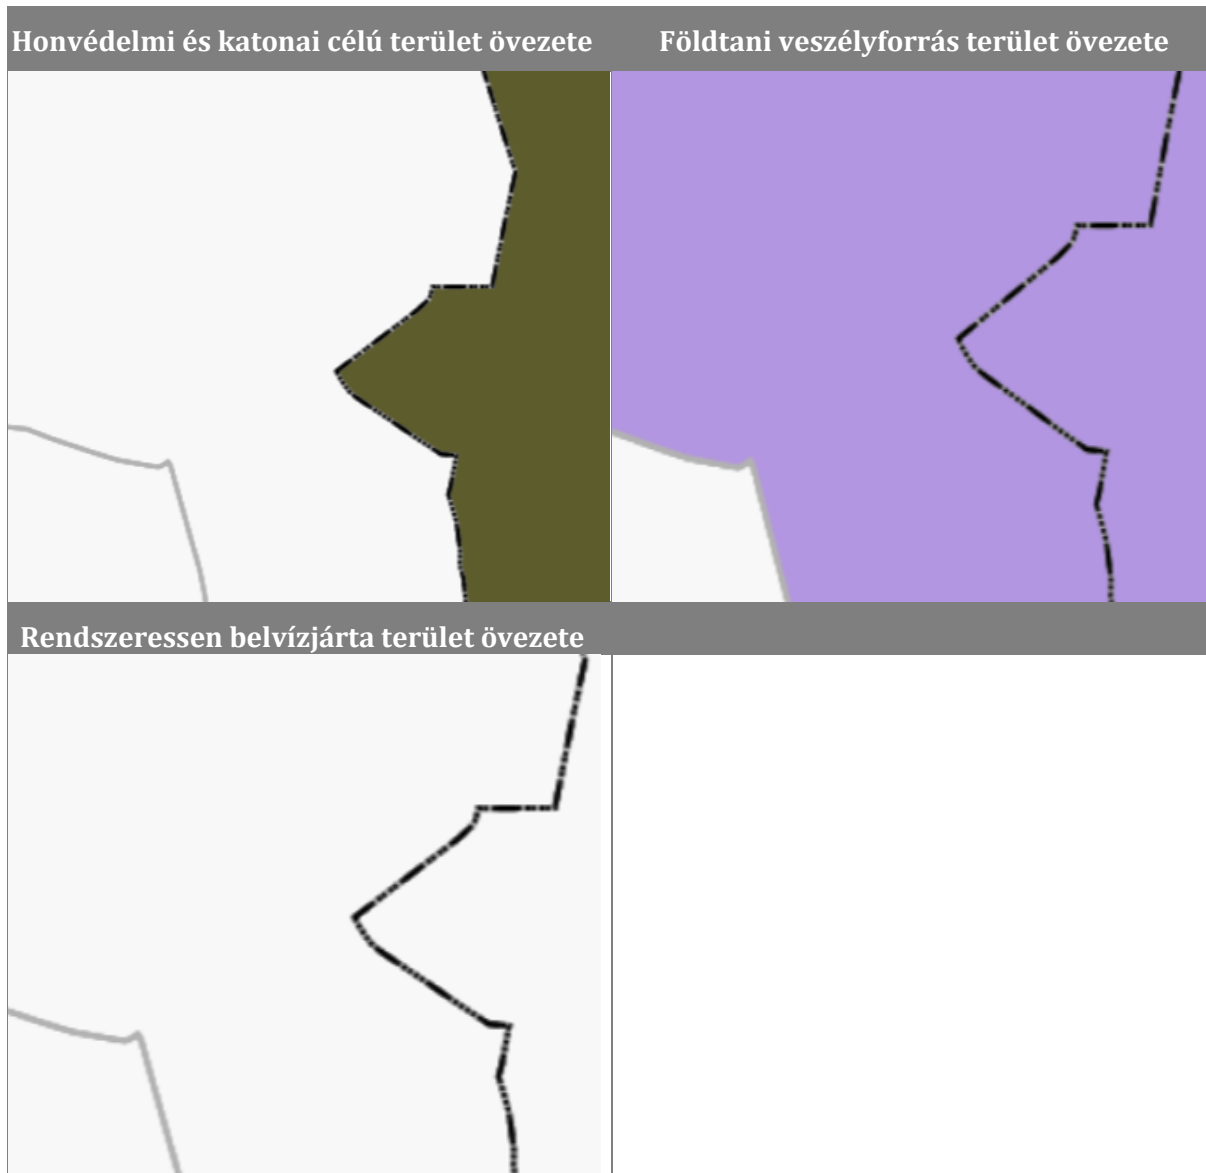 Honvédelmi és katonai célú terület övezete
Földtani veszélyforrás terület övezete
Rendszeressen belvízjárta terület övezete